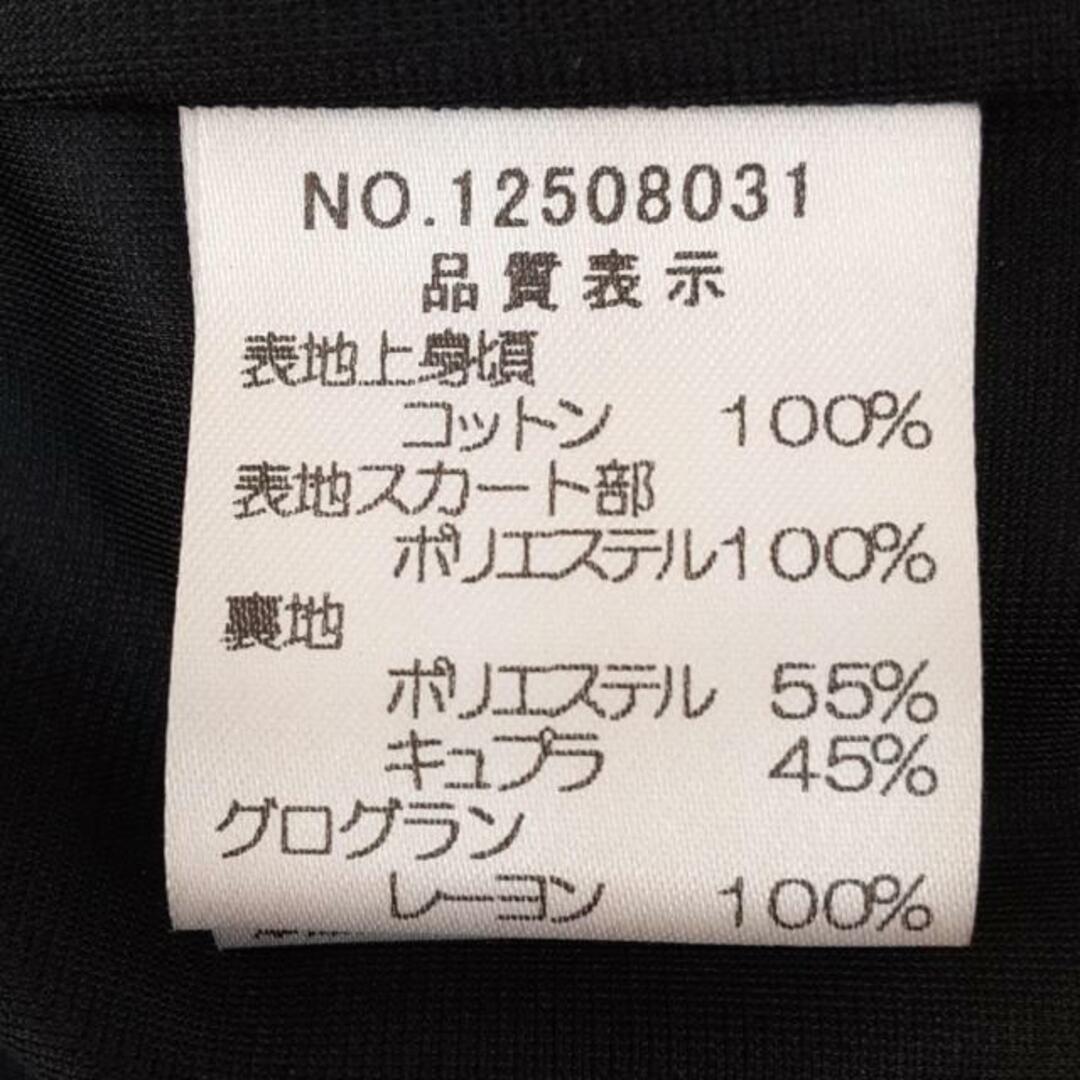 NO.12508031
品質表示
表地上身頃
コットン 100%
表地スカート部
ポリエステル100%
裏地
ポリエステル 55%
キュプラ 45%
グログラン
レーヨン 100%